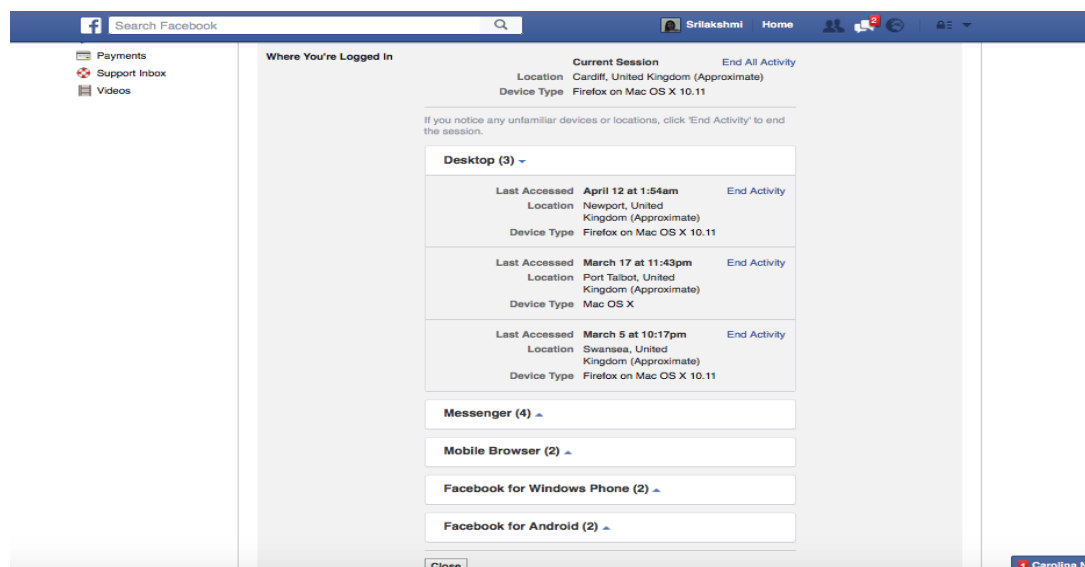 f Search Facebook Srilakshmi Home 2
Payments
Support Inbox
Videos
Where You're Logged In
Current Session End All Activity
Location Cardiff, United Kingdom (Approximate)
Device Type Firefox on Mac OS X 10.11
If you notice any unfamiliar devices or locations, click 'End Activity' to end
the session.
Desktop (3)
Last Accessed April 12 at 1:54am End Activity
Location Newport, United
Kingdom (Approximate)
Device Type Firefox on Mac OS X 10.11
Last Accessed March 17 at 11:43pm End Activity
Location Port Talbot, United
Kingdom (Approximate)
Device Type Mac OS X
Last Accessed March 5 at 10:17pm End Activity
Location Swansea, United
Kingdom (Approximate)
Device Type Firefox on Mac OS X 10.11
Messenger (4)
Mobile Browser (2)
Facebook for Windows Phone (2)
Facebook for Android (2)
Close
1 Carolina N